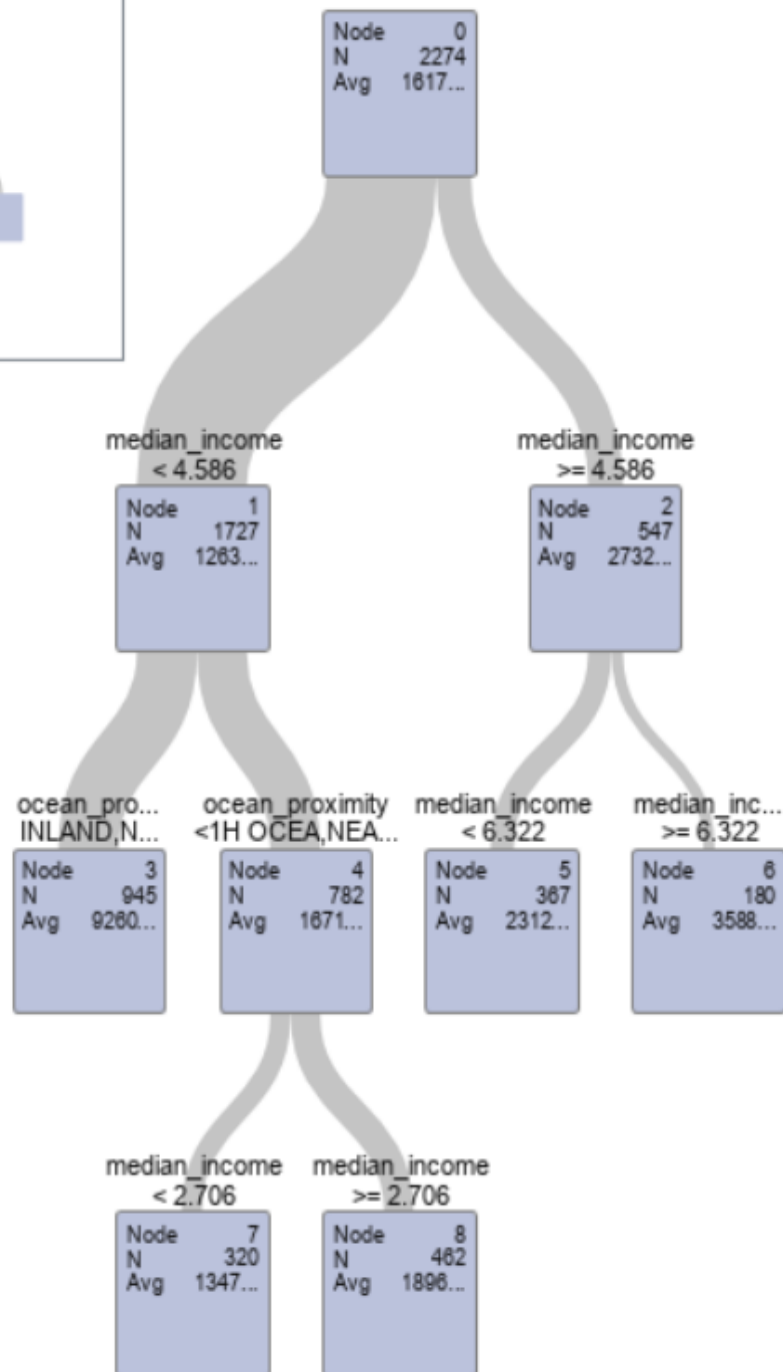 Node 0
N 2274
Avg 1617...
median_income
< 4.586
Node 1
N 1727
Avg 1263...
median_income
>= 4.586
Node 2
N 547
Avg 2732...
ocean_pro...
INLAND,N...
Node 3
N 945
Avg 9260...
ocean_proximity
<1H OCEA,NEA...
Node 4
N 782
Avg 1671...
median_income
< 6.322
Node 5
N 367
Avg 2312...
median_inc...
>= 6.322
Node 6
N 180
Avg 3588...
median_income
< 2.706
Node 7
N 320
Avg 1347...
median_income
>= 2.706
Node 8
N 462
Avg 1896...